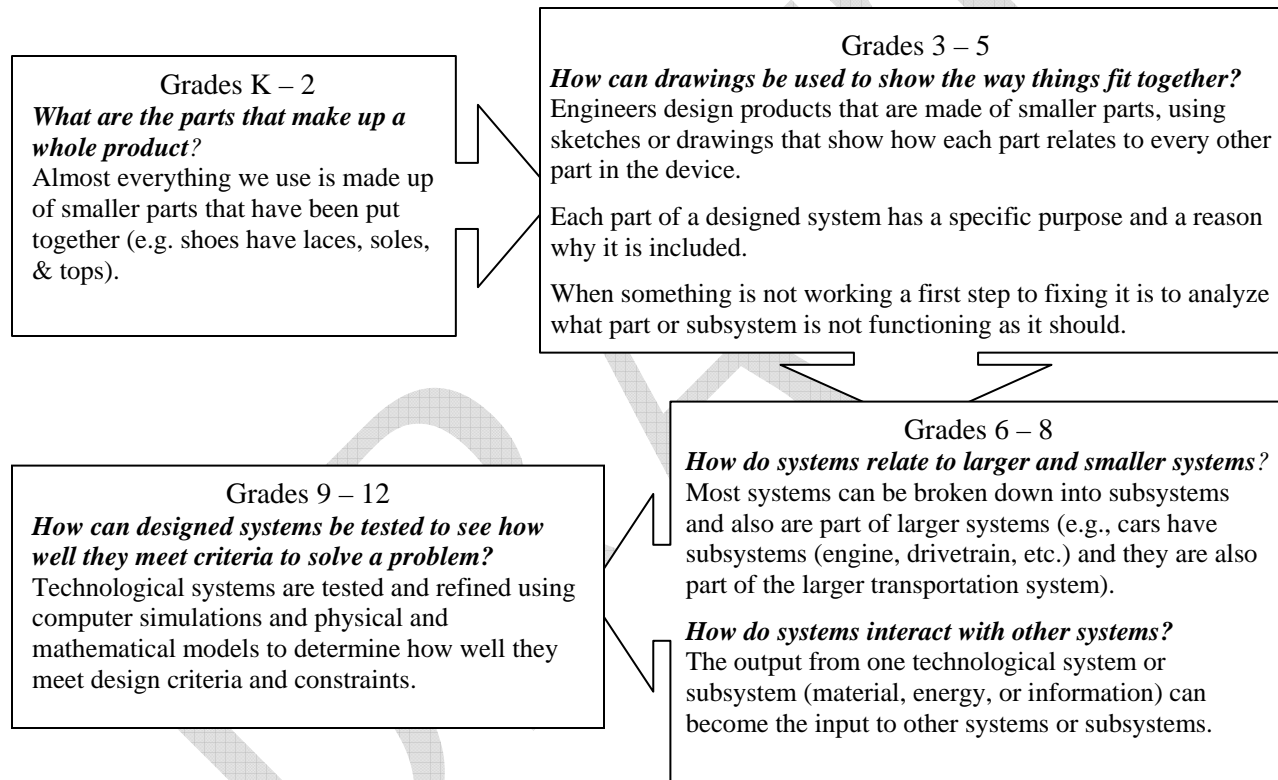 Grades K – 2
What are the parts that make up a
whole product?
Almost everything we use is made up
of smaller parts that have been put
together (e.g. shoes have laces, soles,
& tops).
Grades 3 – 5
How can drawings be used to show the way things fit together?
Engineers design products that are made of smaller parts, using
sketches or drawings that show how each part relates to every other
part in the device.
Each part of a designed system has a specific purpose and a reason
why it is included.
When something is not working a first step to fixing it is to analyze
what part or subsystem is not functioning as it should.
Grades 6 – 8
How do systems relate to larger and smaller systems?
Most systems can be broken down into subsystems
and also are part of larger systems (e.g., cars have
subsystems (engine, drivetrain, etc.) and they are also
part of the larger transportation system).
How do systems interact with other systems?
The output from one technological system or
subsystem (material, energy, or information) can
become the input to other systems or subsystems.
Grades 9 – 12
How can designed systems be tested to see how
well they meet criteria to solve a problem?
Technological systems are tested and refined using
computer simulations and physical and
mathematical models to determine how well they
meet design criteria and constraints.